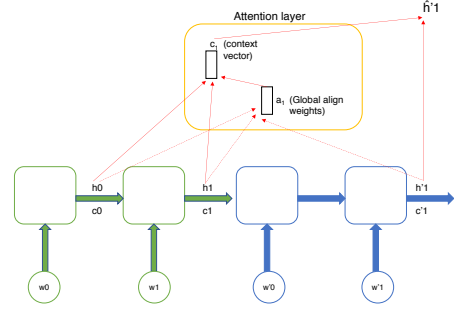 ĥ'1
Attention layer
c₁ (context
vector)
a₁ (Global align
weights)
h0 h1 h'1
c0 c1 c'1
w0 w1 w'0 w'1